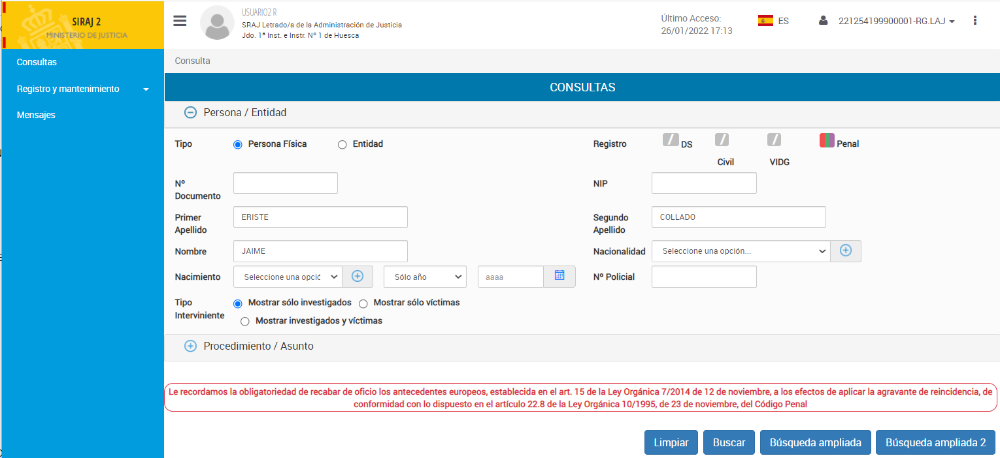 SIRAJ 2
MINISTERIO DE JUSTICIA
USUARIO2 R
SRAJ Letrado/a de la Administración de Justicia
Jdo. 1ª Inst. e Instr. Nº 1 de Huesca
Último Acceso:
26/01/2022 17:13
ES
221254199900001-RG.LAJ
Consultas
Registro y mantenimiento
Mensajes
Consulta
CONSULTAS
Persona / Entidad
Tipo Persona Física Entidad Registro DS Civil VIDG Penal
Nº Documento NIP
Primer Apellido ERISTE Segundo Apellido COLLADO
Nombre JAIME Nacionalidad Seleccione una opción...
Nacimiento Seleccione una opció Sólo año aaaa Nº Policial
Tipo Interviniente Mostrar sólo investigados Mostrar sólo víctimas
Mostrar investigados y víctimas
Procedimiento / Asunto
Le recordamos la obligatoriedad de recabar de oficio los antecedentes europeos, establecida en el art. 15 de la Ley Orgánica 7/2014 de 12 de noviembre, a los efectos de aplicar la agravante de reincidencia, de
conformidad con lo dispuesto en el artículo 22.8 de la Ley Orgánica 10/1995, de 23 de noviembre, del Código Penal
Limpiar Buscar Búsqueda ampliada Búsqueda ampliada 2